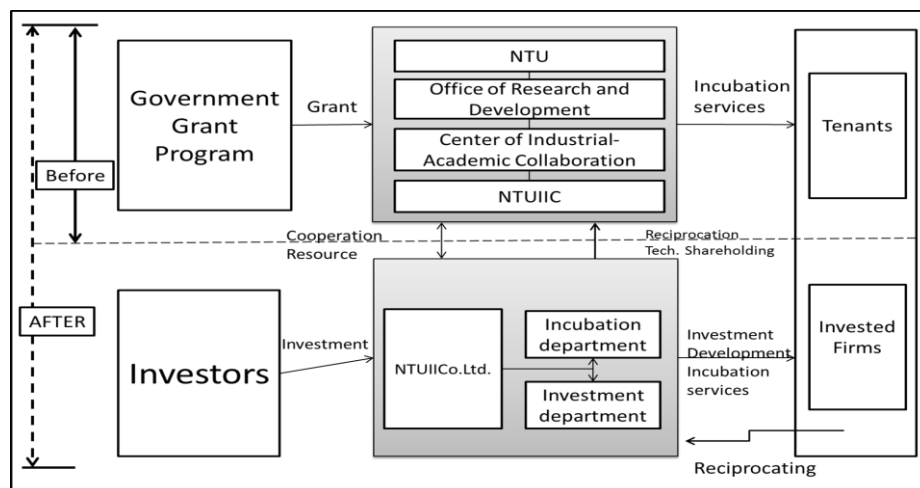 Before
AFTER
Government
Grant
Program
Grant
NTU
Office of Research and
Development
Center of Industrial-
Academic Collaboration
NTUIIC
Incubation
services
Tenants
Cooperation
Resource
Reciprocation
Tech. Shareholding
Investors
Investment
NTUIICo.Ltd.
Incubation
department
Investment
department
Investment
Development
Incubation
services
Invested
Firms
Reciprocating